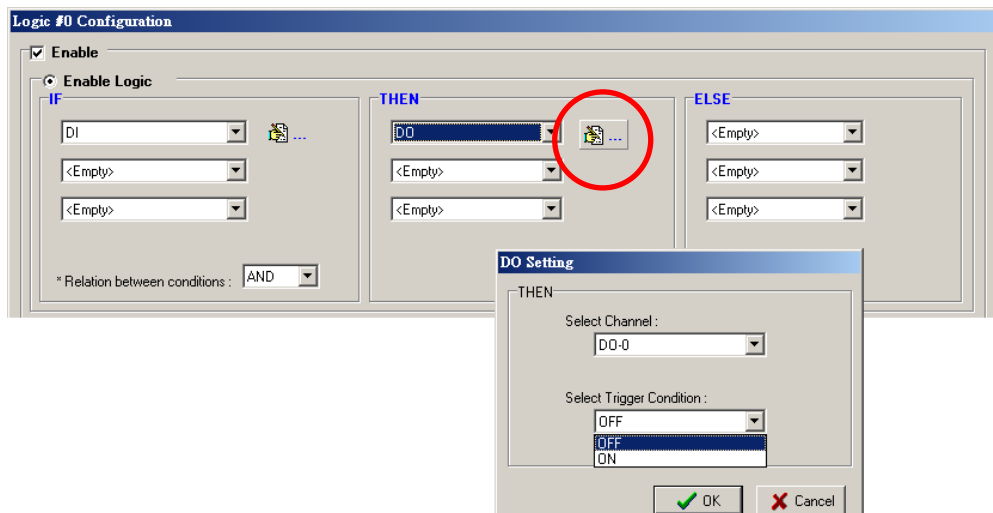 Logic #0 Configuration
Enable
Enable Logic
IF
DI
...
<Empty>
<Empty>
* Relation between conditions :
AND
THEN
DO
...
<Empty>
<Empty>
ELSE
<Empty>
<Empty>
<Empty>
DO Setting
THEN
Select Channel :
DO-0
Select Trigger Condition :
OFF
OFF
ON
OK
Cancel